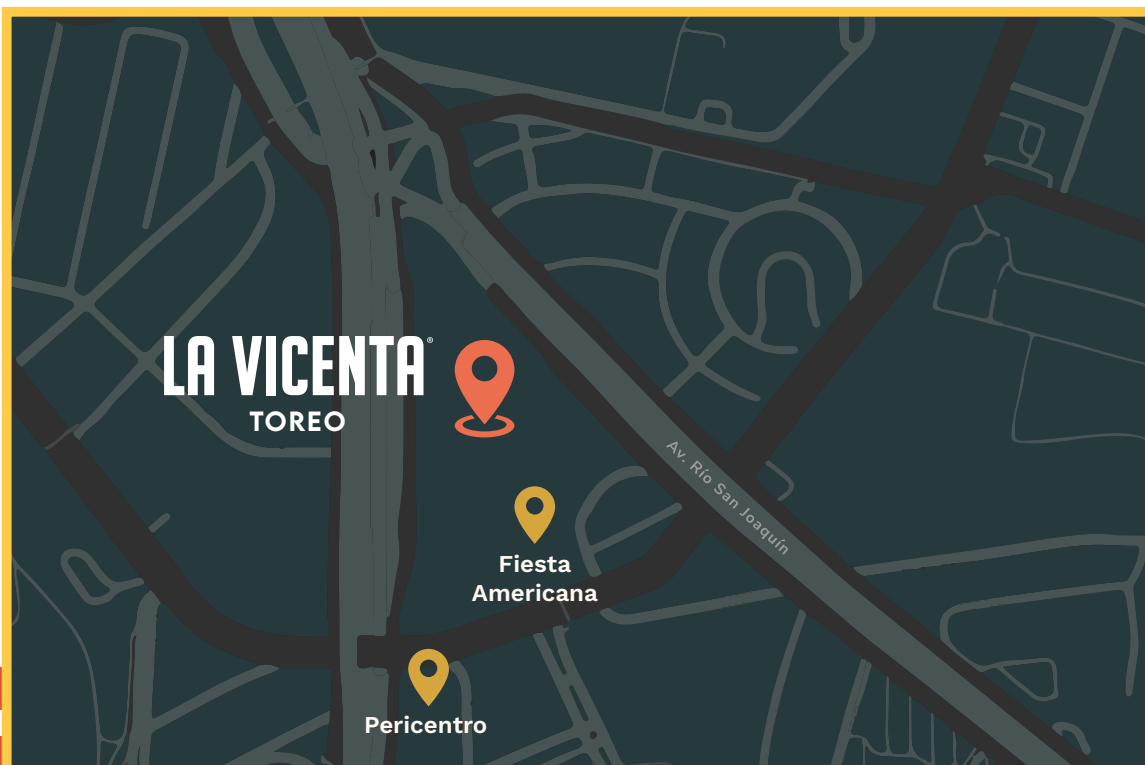 LA VICENTA®
TOREO
Av. Río San Joaquín
Fiesta
Americana
Pericentro